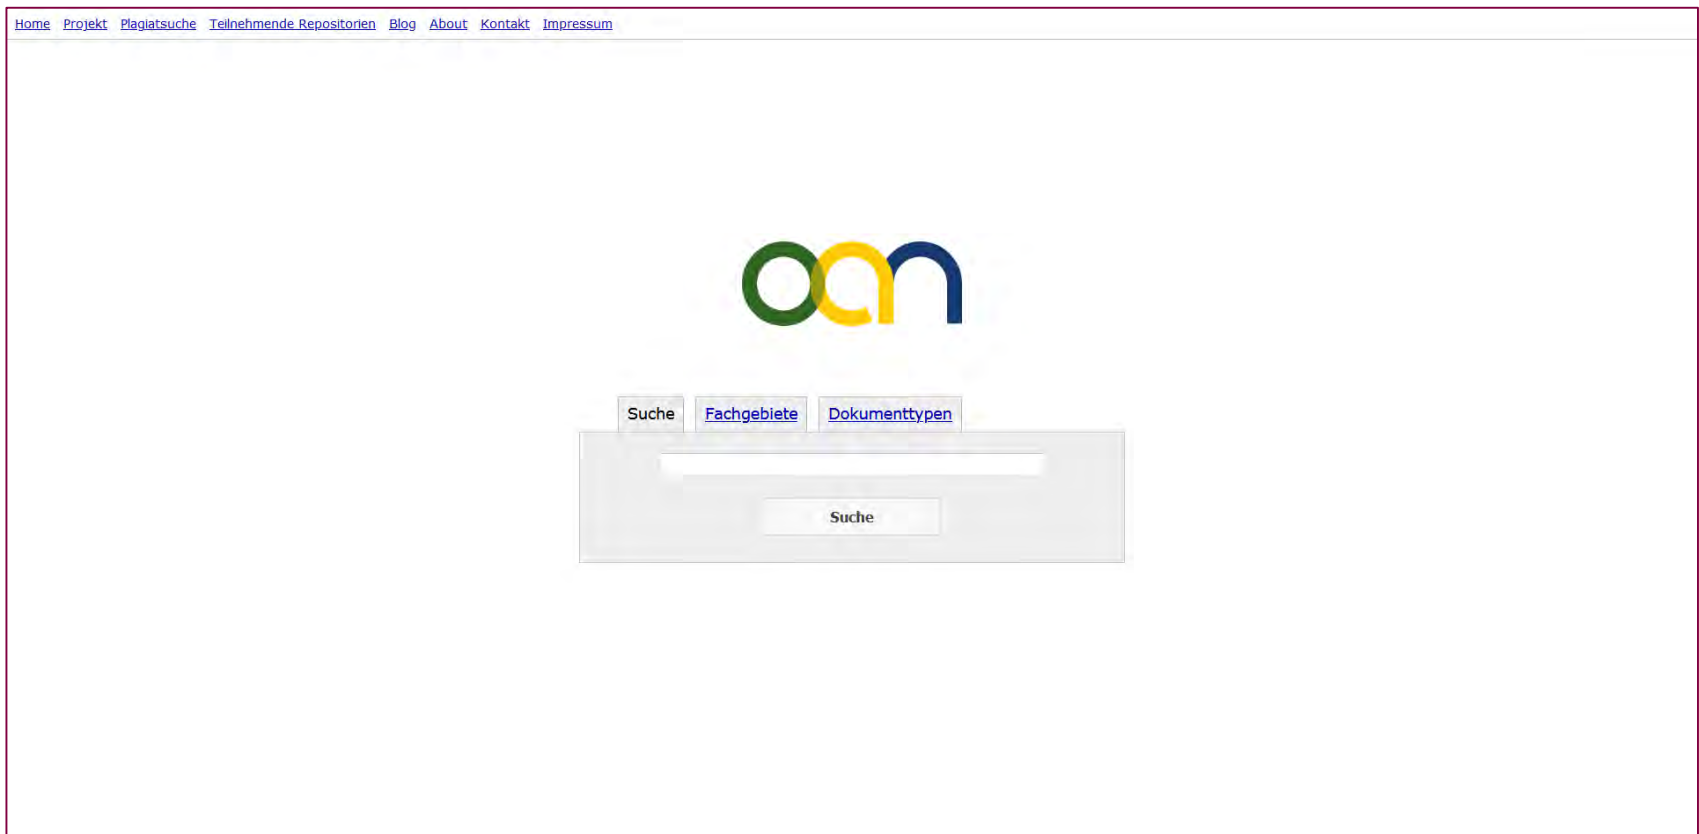 Home Projekt Plagiatsuche Teilnehmende Repositorien Blog About Kontakt Impressum
oan
Suche Fachgebiete Dokumenttypen
Suche